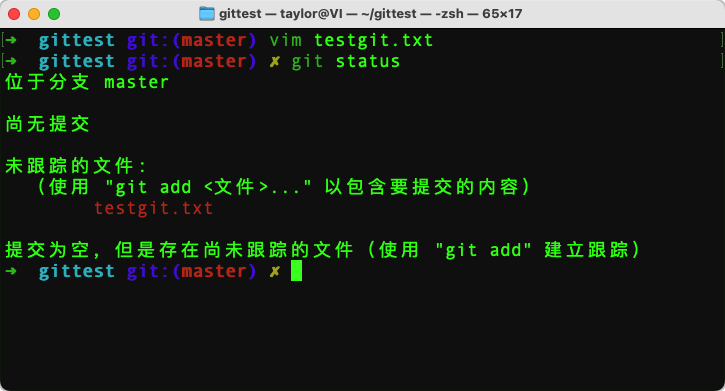 gittest — taylor@VI — ~/gittest — -zsh — 65×17
[➜  gittest git:(master) vim testgit.txt ]
[➜  gittest git:(master) ✗ git status ]
位于分支 master
尚无提交
未跟踪的文件:
（使用 "git add <文件>..." 以包含要提交的内容）
testgit.txt
提交为空，但是存在尚未跟踪的文件（使用 "git add" 建立跟踪）
➜  gittest git:(master) ✗